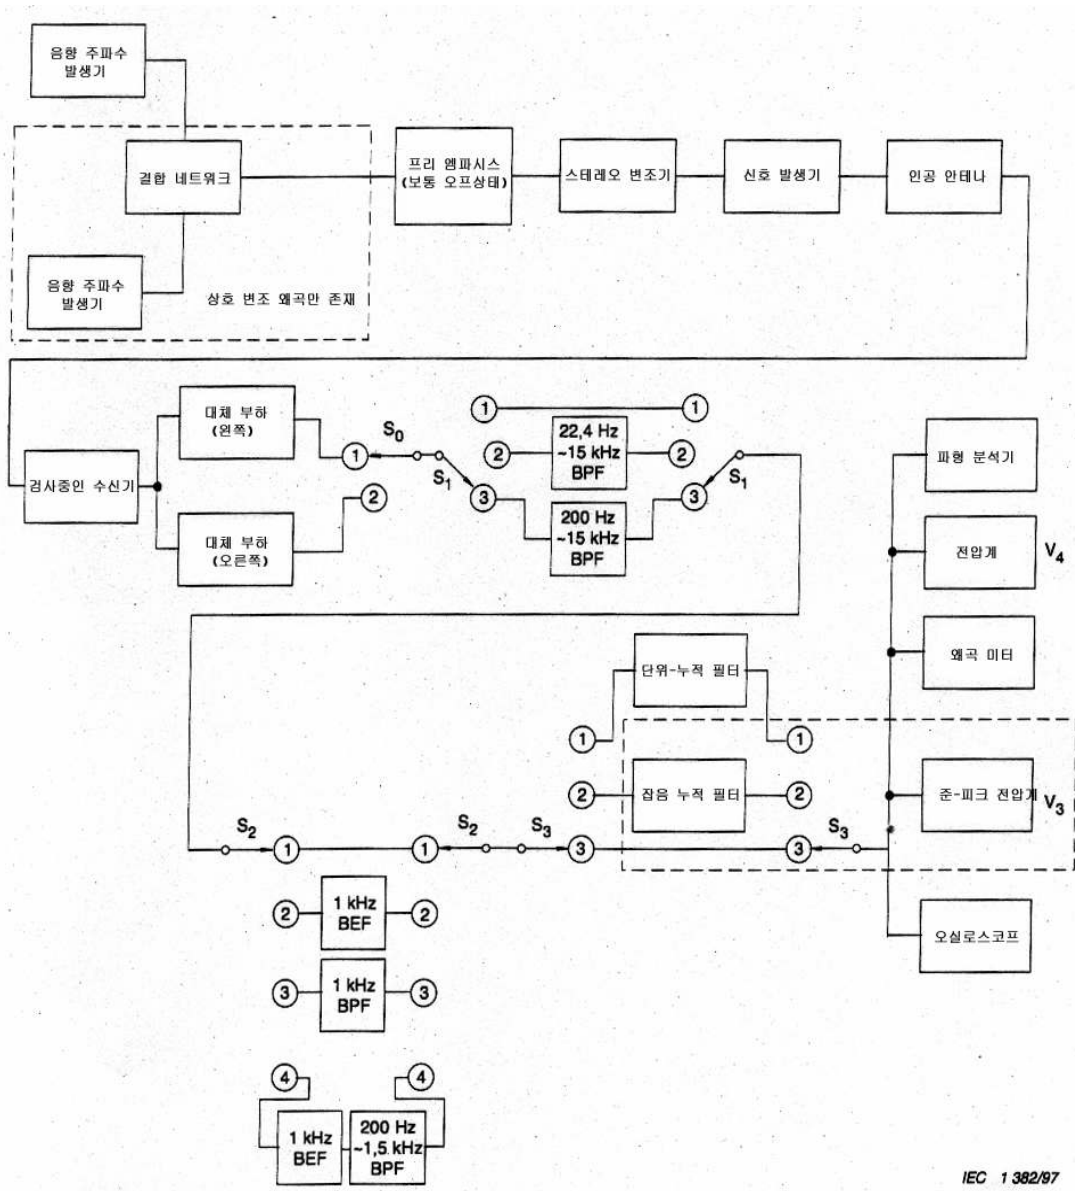 음향 주파수
발생기
결합 네트워크
프리 엠파시스
(보통 오프상태)
스테레오 변조기
신호 발생기
인공 안테나
음향 주파수
발생기
상호 변조 왜곡만 존재
대체 부하
(왼쪽)
S0
1
2
S1
1
1
22,4 Hz
~15 kHz
BPF
2
2
3
200 Hz
~15 kHz
BPF
3
S1
검사중인 수신기
대체 부하
(오른쪽)
파형 분석기
전압계
V4
왜곡 미터
단위-누적 필터
1
1
2
잡음 누적 필터
2
준-피크 전압계
V3
S2
1
1
S2
S3
3
3
S3
2
1 kHz
BEF
2
3
1 kHz
BPF
3
오실로스코프
4
4
1 kHz
BEF
200 Hz
~1,5 kHz
BPF
IEC 1 382/97